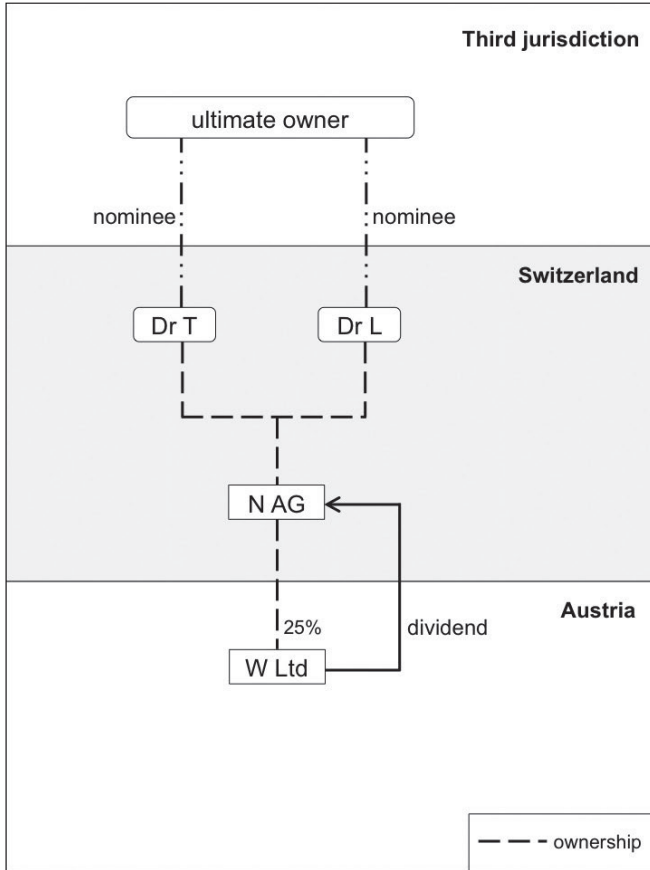 Third jurisdiction
ultimate owner
nominee
nominee
Switzerland
Dr T
Dr L
N AG
Austria
25%
dividend
W Ltd
ownership